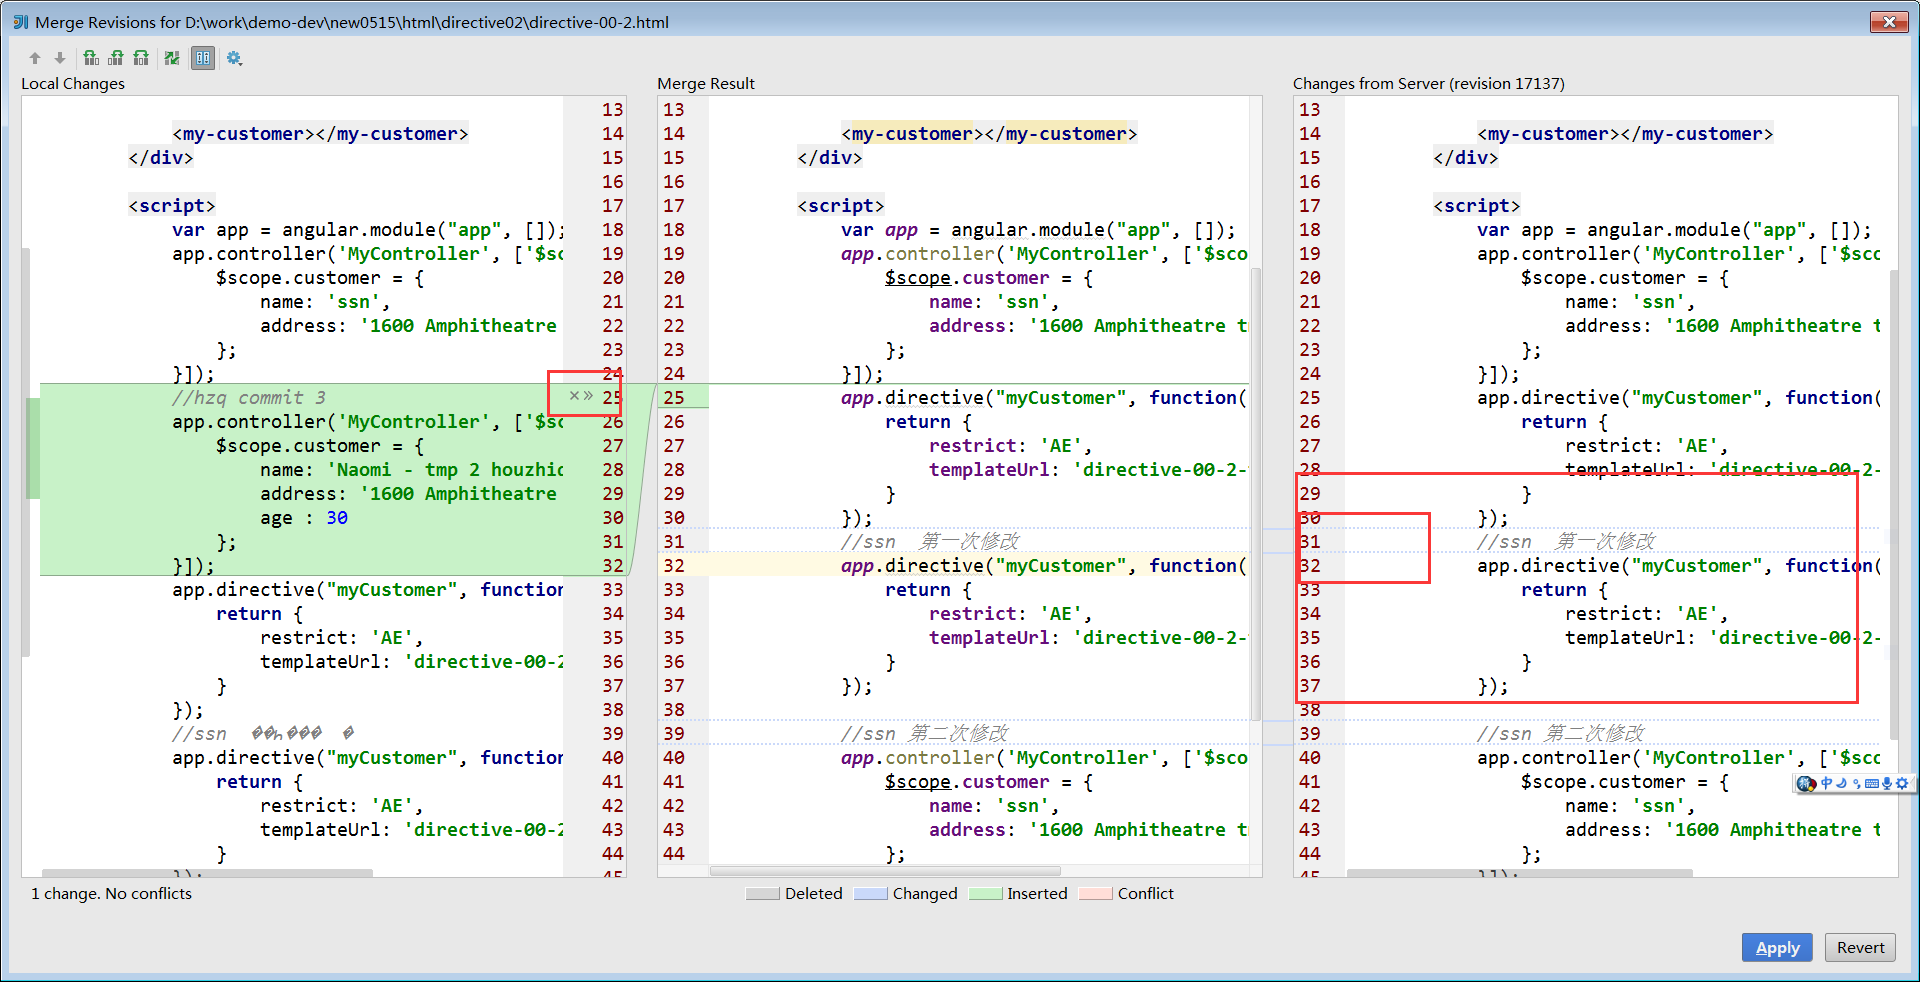 Merge Revisions for D:\work\demo-dev\new0515\html\directive02\directive-00-2.html
Local Changes
13
<my-customer></my-customer> 14
</div> 15
16
<script> 17
var app = angular.module("app", []); 18
app.controller('MyController', ['$sc 19
$scope.customer = { 20
name: 'ssn', 21
address: '1600 Amphitheatre 22
}; 23
}]); 24
//hzq commit 3 ×» 25
app.controller('MyController', ['$sc 26
$scope.customer = { 27
name: 'Naomi - tmp 2 houzhi 28
address: '1600 Amphitheatre 29
age : 30 30
}; 31
}]); 32
app.directive("myCustomer", function 33
return { 34
restrict: 'AE', 35
templateUrl: 'directive-00-2 36
} 37
}); 38
//ssn 39
app.directive("myCustomer", function 40
return { 41
restrict: 'AE', 42
templateUrl: 'directive-00-2 43
} 44
}); 45
1 change. No conflicts
Merge Result
13
14 <my-customer></my-customer>
15 </div>
16
17 <script>
18 var app = angular.module("app", []);
19 app.controller('MyController', ['$sco
20 $scope.customer = {
21 name: 'ssn',
22 address: '1600 Amphitheatre t
23 };
24 }]);
25 app.directive("myCustomer", function(
26 return {
27 restrict: 'AE',
28 templateUrl: 'directive-00-2-
29 }
30 });
31 //ssn 第一次修改
32 app.directive("myCustomer", function(
33 return {
34 restrict: 'AE',
35 templateUrl: 'directive-00-2-
36 }
37 });
38
39 //ssn 第二次修改
40 app.controller('MyController', ['$sco
41 $scope.customer = {
42 name: 'ssn',
43 address: '1600 Amphitheatre t
44 };
Changes from Server (revision 17137)
13
14 <my-customer></my-customer>
15 </div>
16
17 <script>
18 var app = angular.module("app", []);
19 app.controller('MyController', ['$sc
20 $scope.customer = {
21 name: 'ssn',
22 address: '1600 Amphitheatre t
23 };
24 }]);
25 app.directive("myCustomer", function(
26 return {
27 restrict: 'AE',
28 templateUrl: 'directive-00-2-
29 }
30 });
31 //ssn 第一次修改
32 app.directive("myCustomer", function(
33 return {
34 restrict: 'AE',
35 templateUrl: 'directive-00-2-
36 }
37 });
38
39 //ssn 第二次修改
40 app.controller('MyController', ['$sc
41 $scope.customer = {
42 name: 'ssn',
43 address: '1600 Amphitheatre t
44 };
45 }]);
中
Deleted Changed Inserted Conflict
Apply Revert